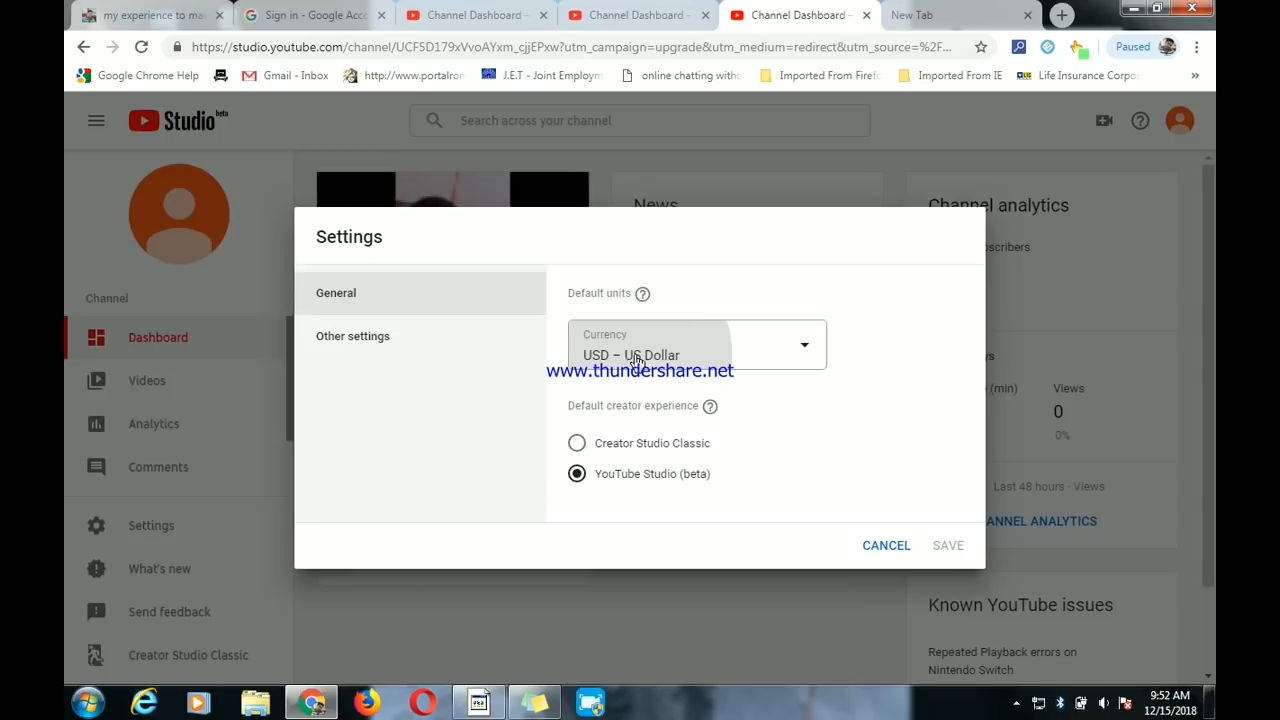 my experience to ma
Sign in - Google Acc
Channel Dashboard -
Channel Dashboard -
Channel Dashboard -
New Tab
https://studio.youtube.com/channel/UCF5D179xVvoAYxm_cjjEPxw?utm_campaign=upgrade&utm_medium=redirect&utm_source=%2F...
Paused
Google Chrome Help
Gmail - Inbox
http://www.portalron
J.E.T - Joint Employm
online chatting witho
Imported From Firef
Imported From IE
Life Insurance Corpor
»
Studio beta
Search across your channel
Channel
Dashboard
Videos
Analytics
Comments
Settings
What's new
Send feedback
Creator Studio Classic
News
Channel analytics
bscribers
ys
(min)
Views
0
0%
Last 48 hours · Views
ANNEL ANALYTICS
Known YouTube issues
Repeated Playback errors on
Nintendo Switch
Settings
General
Other settings
Default units
Currency
USD – US Dollar
www.thundershare.net
Default creator experience
Creator Studio Classic
YouTube Studio (beta)
CANCEL
SAVE
9:52 AM
12/15/2018